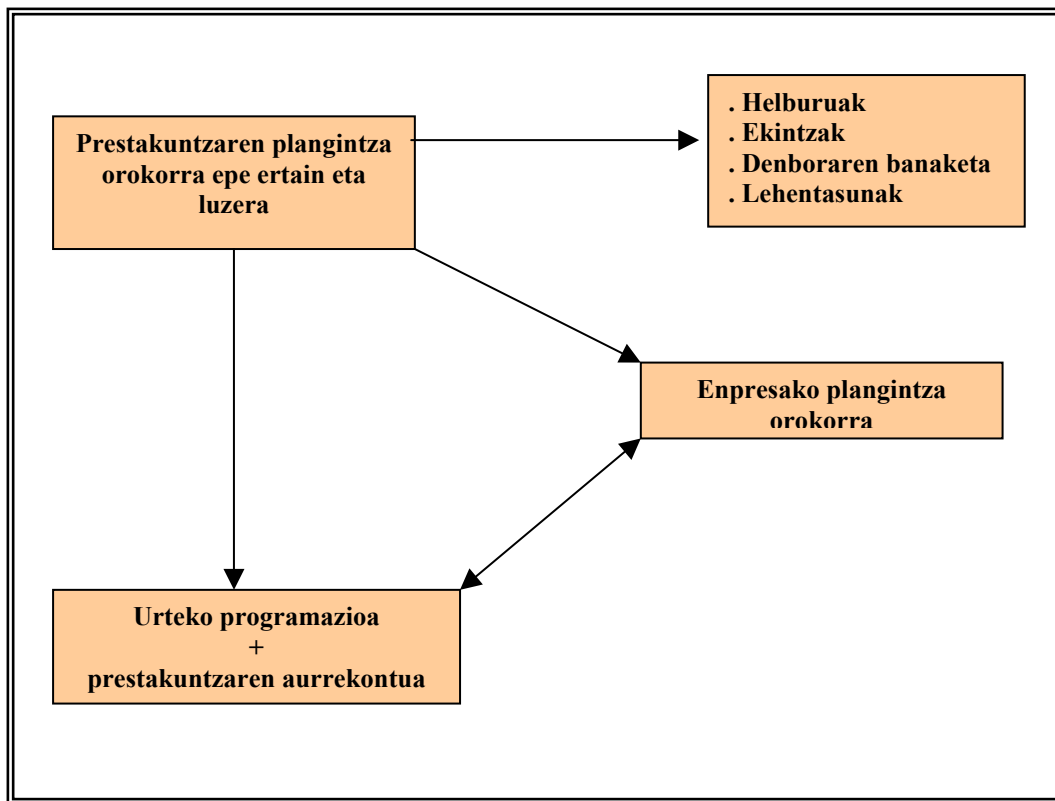 Prestakuntzaren plangintza
orokorra epe ertain eta
luzera
. Helburuak
. Ekintzak
. Denboraren banaketa
. Lehentasunak
Enpresako plangintza
orokorra
Urteko programazioa
+
prestakuntzaren aurrekontua